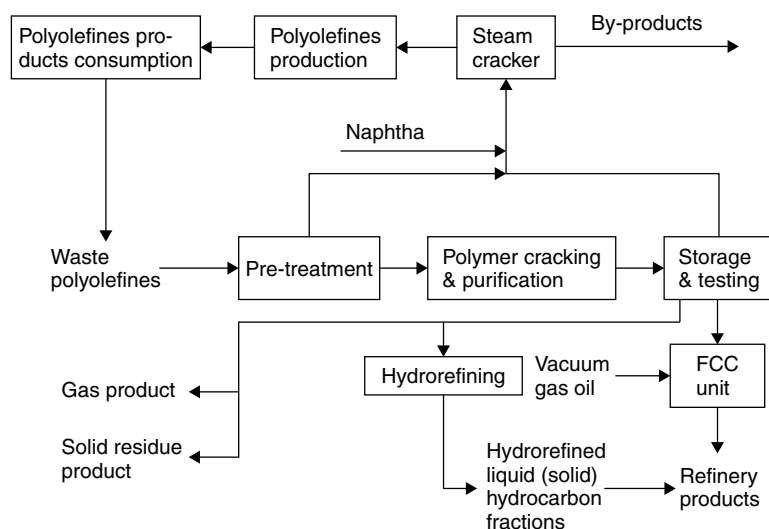 Polyolefines pro-
ducts consumption
Polyolefines
production
Steam
cracker
By-products
Naphtha
Waste
polyolefines
Pre-treatment
Polymer cracking
& purification
Storage
& testing
Gas product
Solid residue
product
Hydrorefining
Vacuum
gas oil
FCC
unit
Hydrorefined
liquid (solid)
hydrocarbon
fractions
Refinery
products